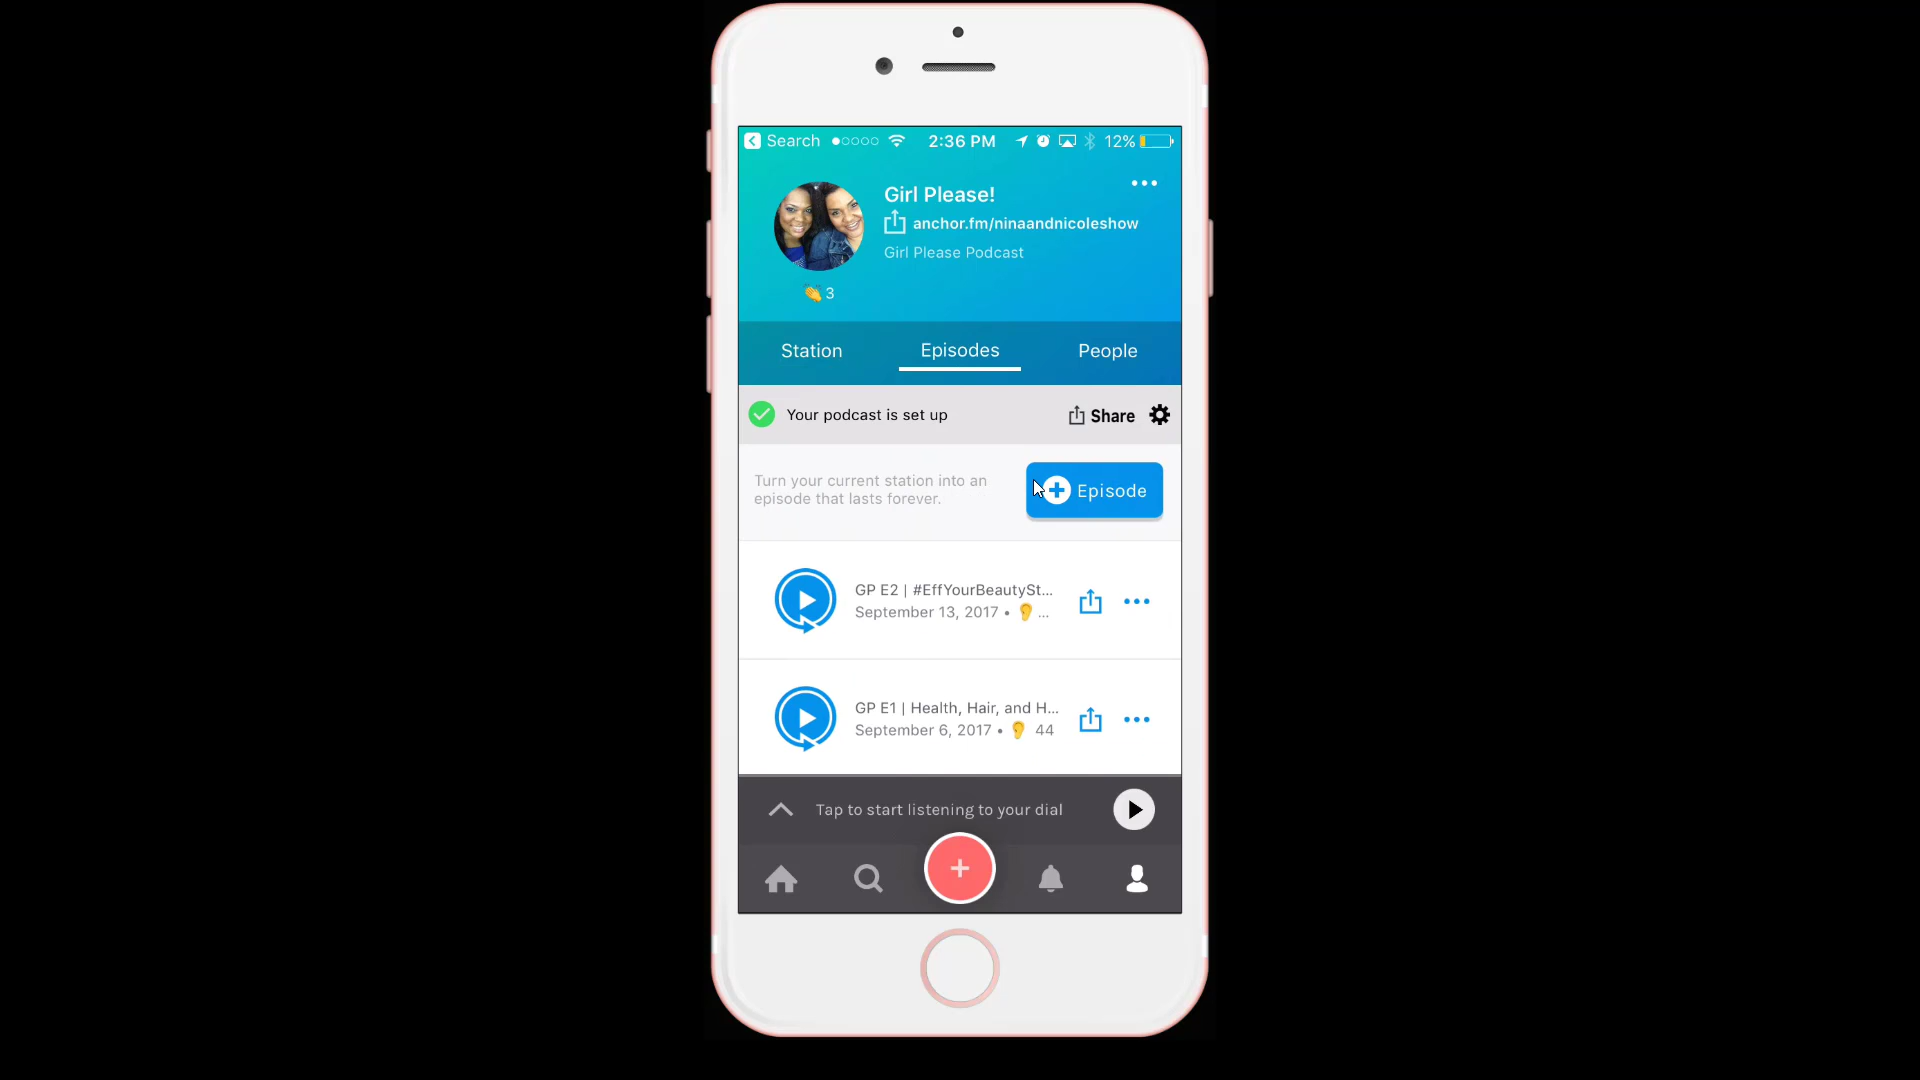 Search 2:36 PM 12%
Girl Please!
anchor.fm/ninaandnicoleshow
Girl Please Podcast
3
Station Episodes People
Your podcast is set up Share
Turn your current station into an
episode that lasts forever.
Episode
GP E2 | #EffYourBeautySt...
September 13, 2017 • ...
GP E1 | Health, Hair, and H...
September 6, 2017 • 44
Tap to start listening to your dial